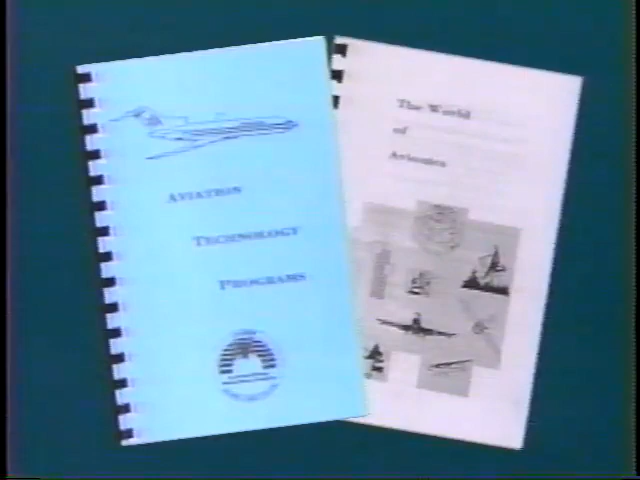 AVIATION
TECHNOLOGY
PROGRAMS
The World
of
Avionics